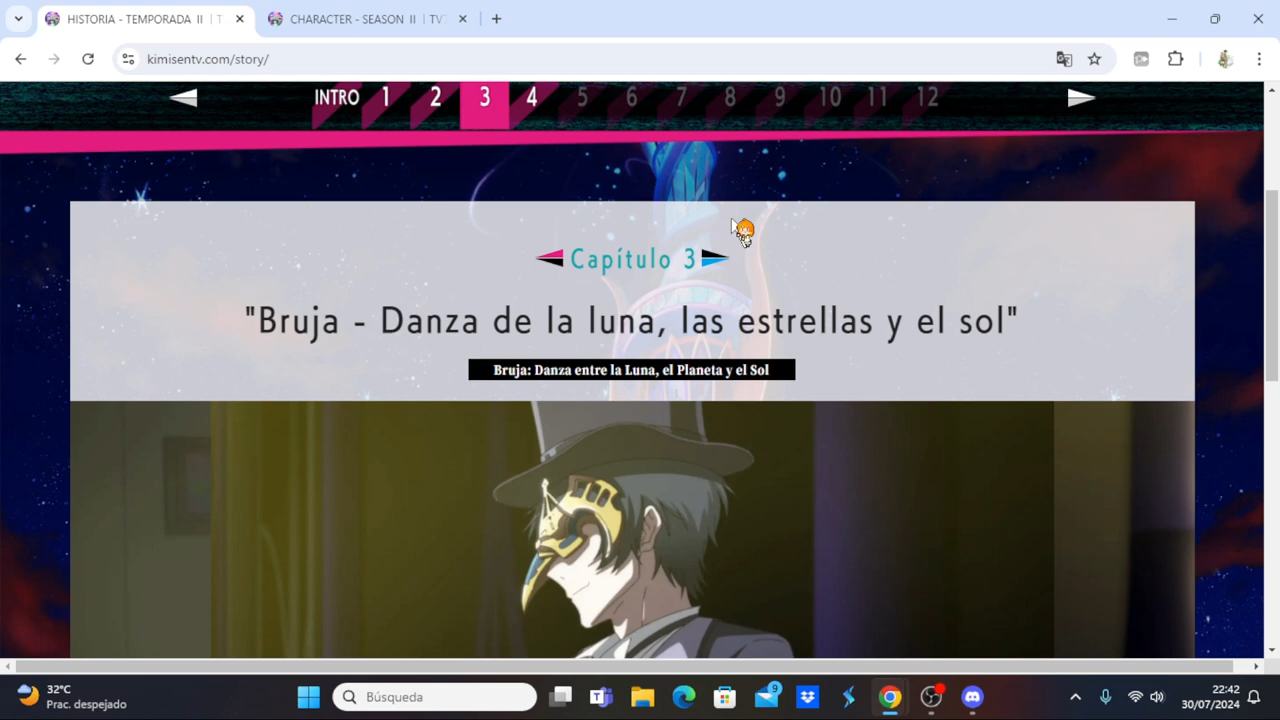 HISTORIA - TEMPORADA II | T
CHARACTER - SEASON II | TV
kimisentv.com/story/
INTRO 1 2 3 4 5 6 7 8 9 10 11 12
Capítulo 3
"Bruja - Danza de la luna, las estrellas y el sol"
Bruja: Danza entre la Luna, el Planeta y el Sol
32°C
Prac. despejado
Búsqueda
9
22:42
30/07/2024